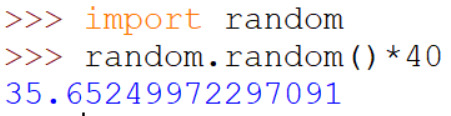 >>> import random
>>> random.random()*40
35.65249972297091